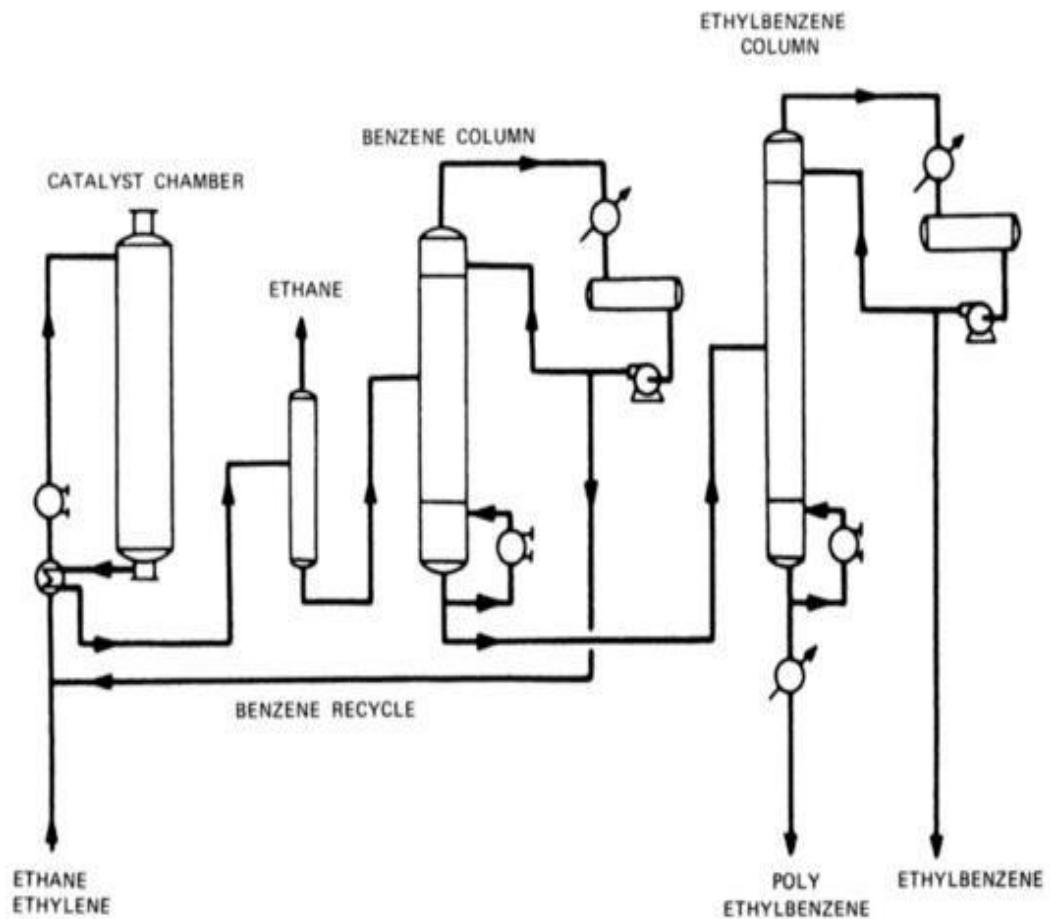 ETHYLBENZENE
COLUMN
BENZENE COLUMN
CATALYST CHAMBER
ETHANE
BENZENE RECYCLE
ETHANE
ETHYLENE
POLY
ETHYLBENZENE
ETHYLBENZENE